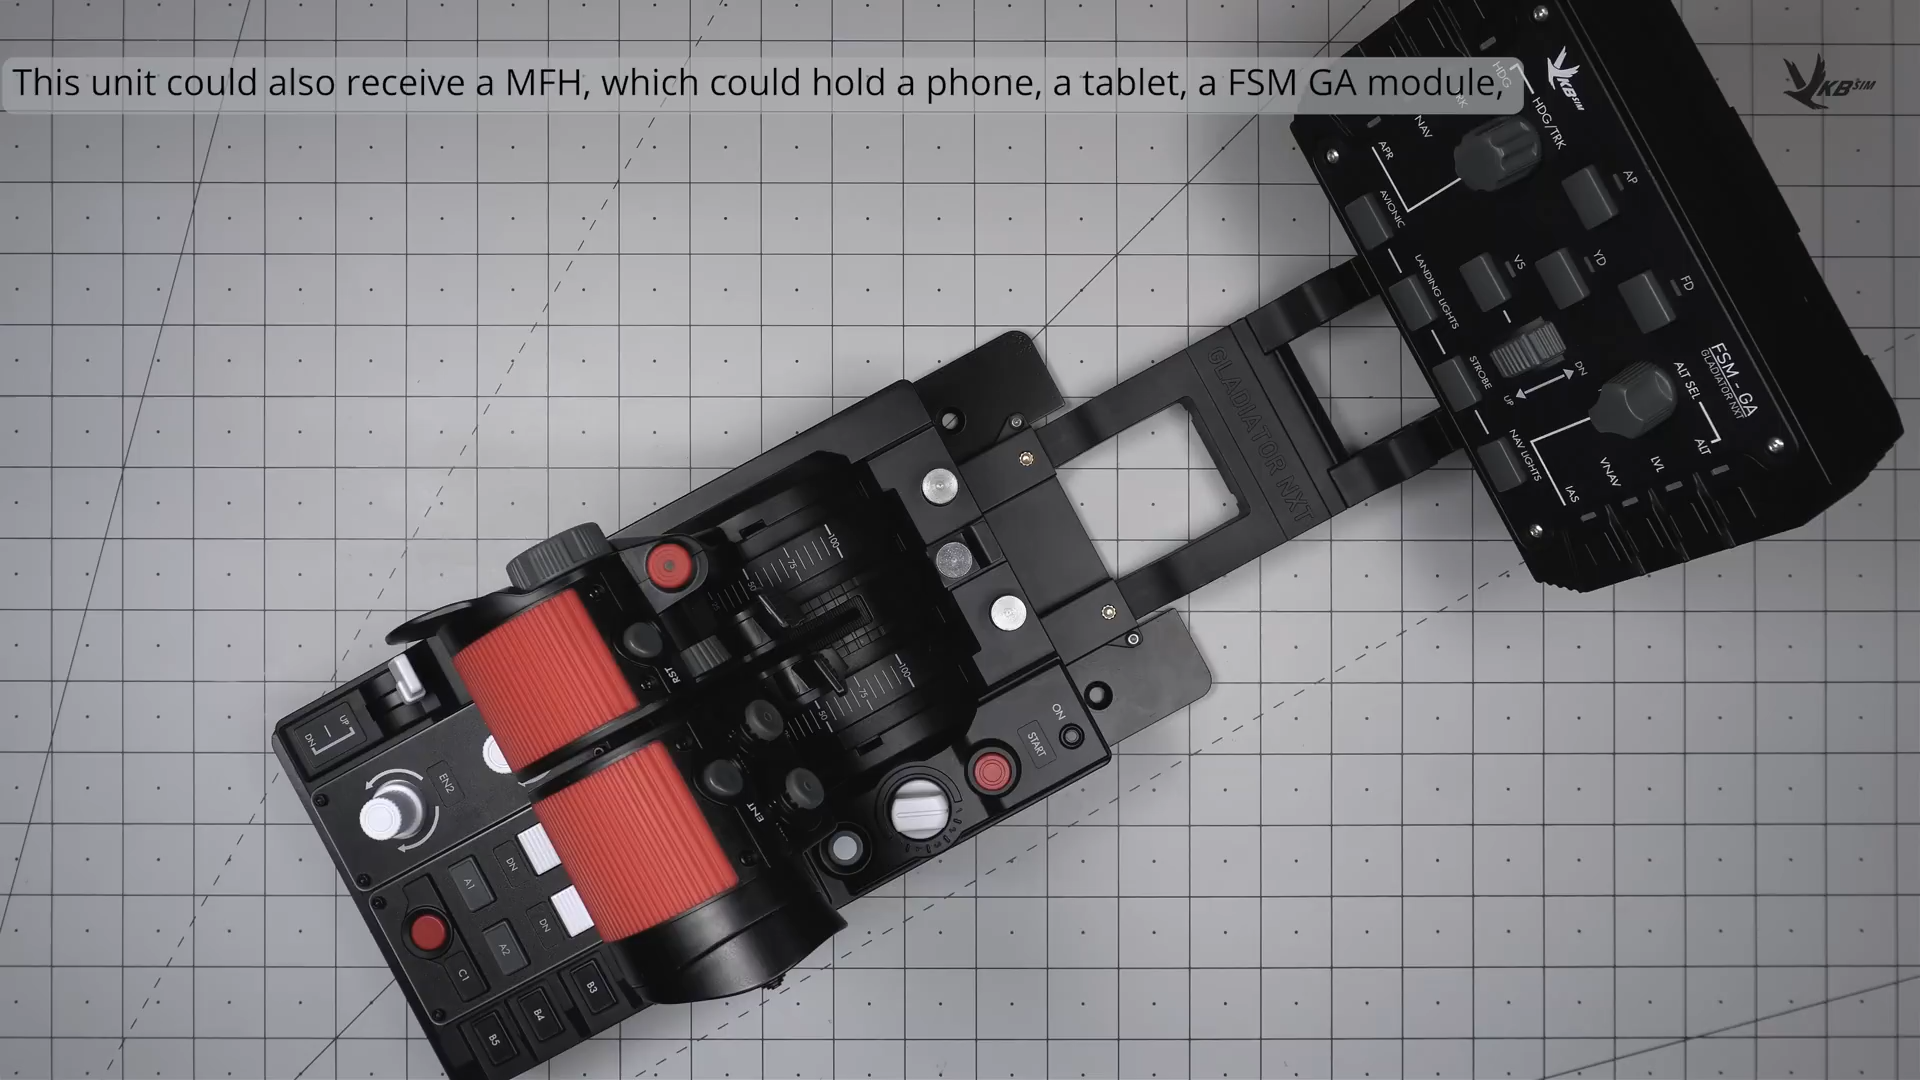 This unit could also receive a MFH, which could hold a phone, a tablet, a FSM GA module,
VKBSIM
HDG
VKBSIM
HDG/TRK
NAV
APR
AP
AVIONIC
VS
YD
FD
LANDING LIGHTS
STROBE
DN
UP
ALT SEL
FSM - GA
GLADIATOR NXT
ALT
NAV LIGHTS
VNAV
LVL
IAS
GLADIATOR NXT
100
75
50
100
75
50
RST
ENT
ON
START
UP
DN
EN2
DN
DN
A1
A2
C1
B3
B4
B5